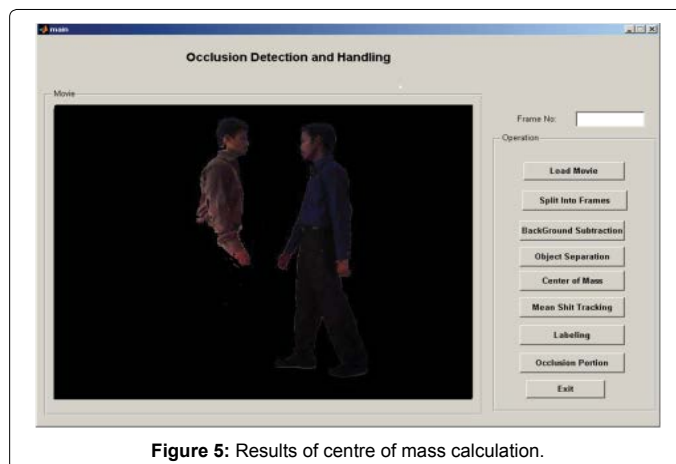 main
Occlusion Detection and Handling
Movie
Frame No:
Operation
Load Movie
Split Into Frames
BackGround Subtraction
Object Separation
Center of Mass
Mean Shit Tracking
Labeling
Occlusion Portion
Exit
Figure 5: Results of centre of mass calculation.